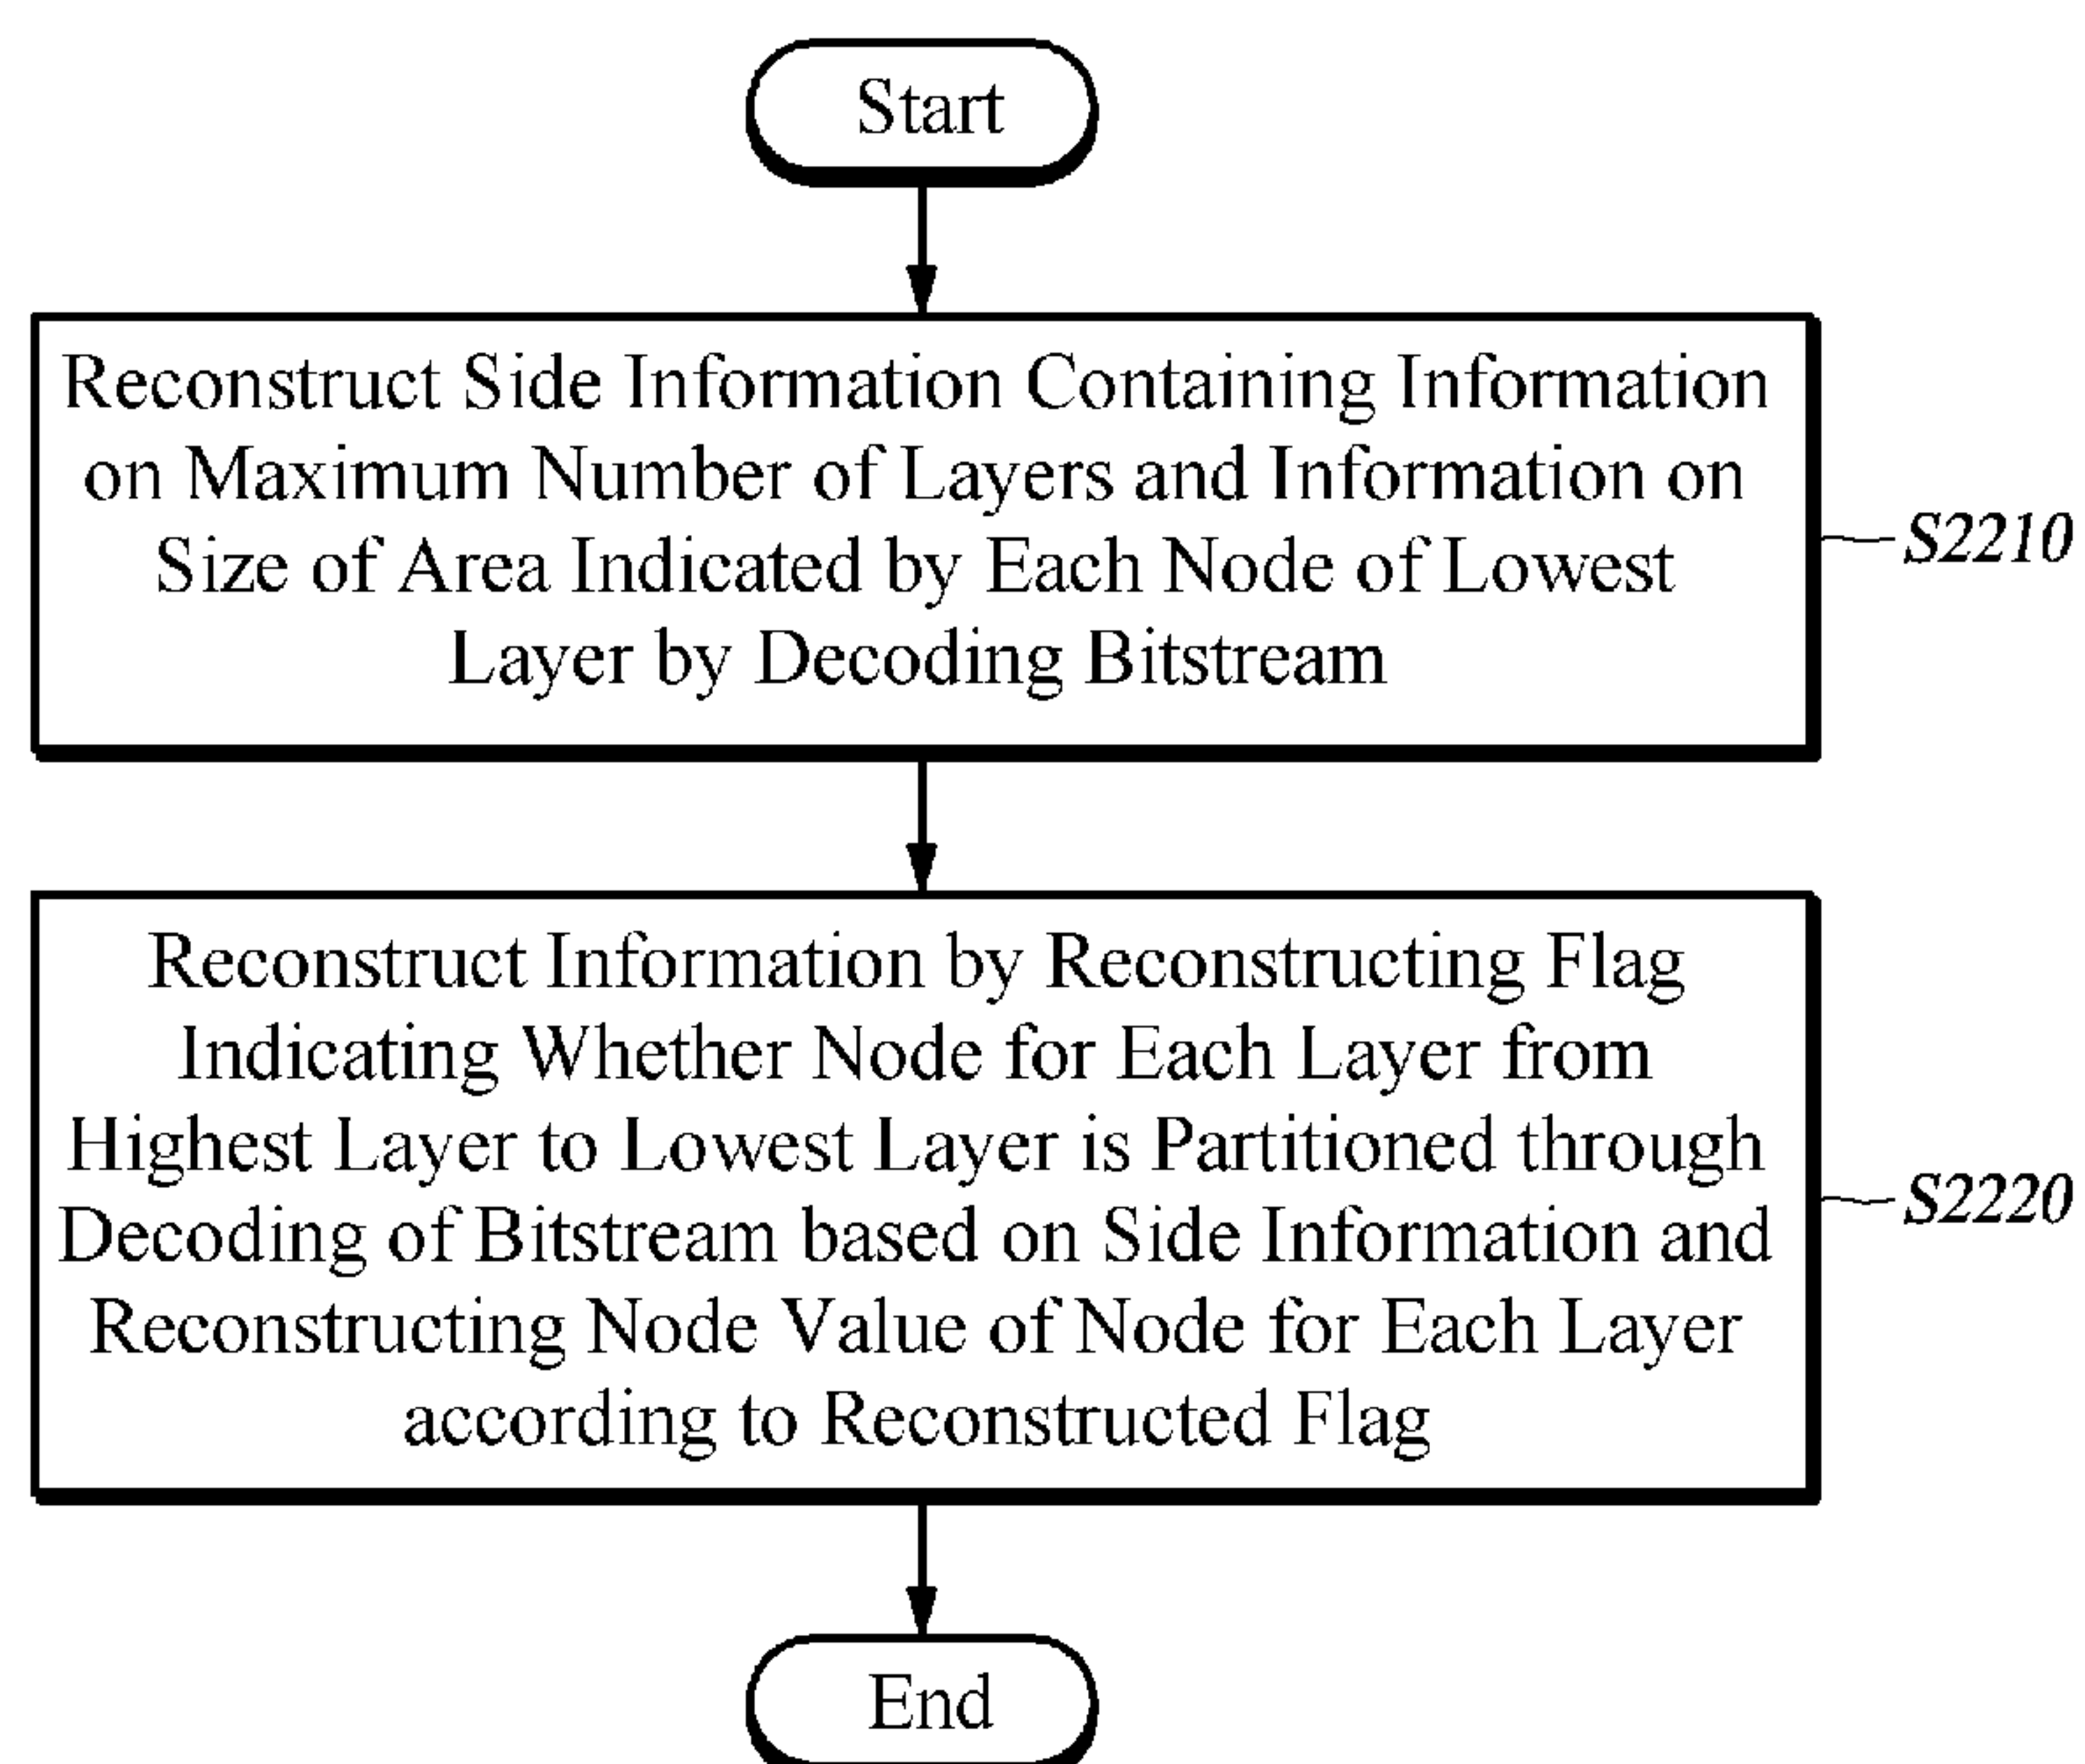 Start
Reconstruct Side Information Containing Information
on Maximum Number of Layers and Information on
Size of Area Indicated by Each Node of Lowest
Layer by Decoding Bitstream
S2210
Reconstruct Information by Reconstructing Flag
Indicating Whether Node for Each Layer from
Highest Layer to Lowest Layer is Partitioned through
Decoding of Bitstream based on Side Information and
Reconstructing Node Value of Node for Each Layer
according to Reconstructed Flag
S2220
End